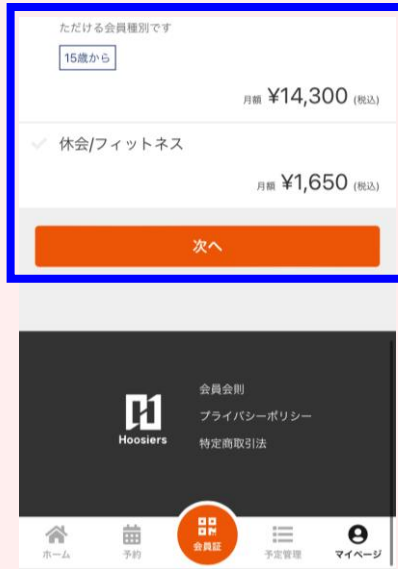 ただける会員種別です
15歳から
月額 ¥14,300 (税込)
休会/フィットネス
月額 ¥1,650 (税込)
次へ
Hoosiers
会員会則
プライバシーポリシー
特定商取引法
ホーム
予約
会員証
予定管理
マイページ